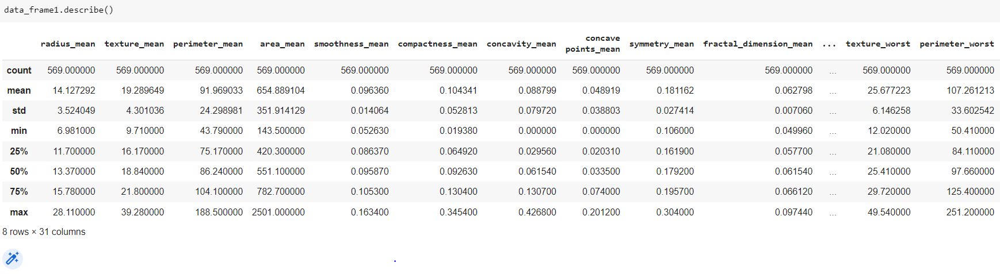 data_frame1.describe()
radius_mean texture_mean perimeter_mean area_mean smoothness_mean compactness_mean concavity_mean concave points_mean symmetry_mean fractal_dimension_mean ... texture_worst perimeter_worst
count 569.000000 569.000000 569.000000 569.000000 569.000000 569.000000 569.000000 569.000000 569.000000 569.000000 ... 569.000000 569.000000
mean 14.127292 19.289649 91.969033 654.889104 0.096360 0.104341 0.088799 0.048919 0.181162 0.062798 ... 25.677223 107.261213
std 3.524049 4.301036 24.298981 351.914129 0.014064 0.052813 0.079720 0.038803 0.027414 0.007060 ... 6.146258 33.602542
min 6.981000 9.710000 43.790000 143.500000 0.052630 0.019380 0.000000 0.000000 0.106000 0.049960 ... 12.020000 50.410000
25% 11.700000 16.170000 75.170000 420.300000 0.086370 0.064920 0.029560 0.020310 0.161900 0.057700 ... 21.080000 84.110000
50% 13.370000 18.840000 86.240000 551.100000 0.095870 0.092630 0.061540 0.033500 0.179200 0.061540 ... 25.410000 97.660000
75% 15.780000 21.800000 104.100000 782.700000 0.105300 0.130400 0.130700 0.074000 0.195700 0.066120 ... 29.720000 125.400000
max 28.110000 39.280000 188.500000 2501.000000 0.163400 0.345400 0.426800 0.201200 0.304000 0.097440 ... 49.540000 251.200000
8 rows × 31 columns